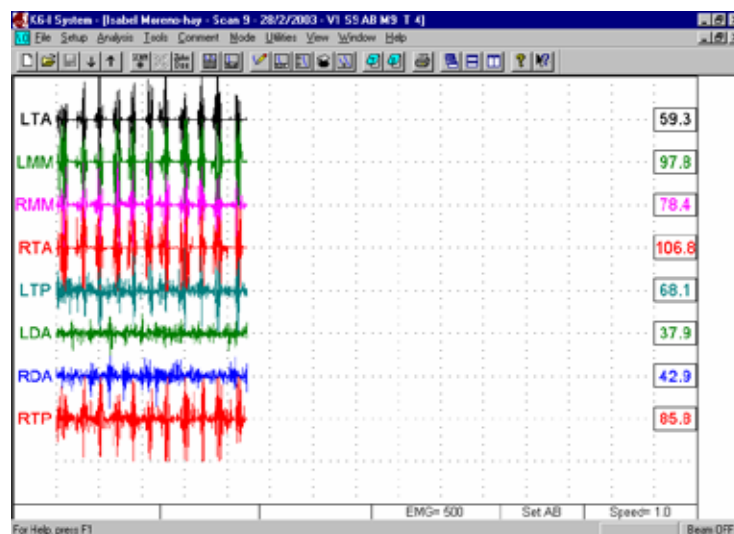 K6-I System - [Isabel Moreno-hay - Scan 9 - 28/2/2003 - V1 S9 AB M9 T 4]
File Setup Analysis Tools Comment Mode Utilities View Window Help
LTA 59.3
LMM 97.8
RMM 78.4
RTA 106.8
LTP 68.1
LDA 37.9
RDA 42.9
RTP 85.8
EMG= 500 Set AB Speed= 1.0
For Help, press F1 Beam OFF